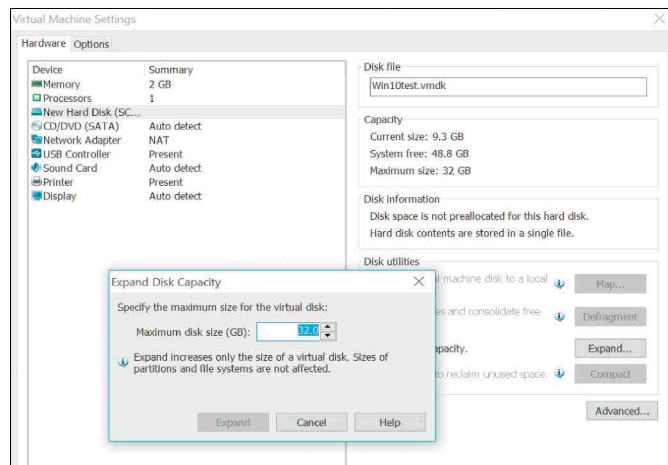 Virtual Machine Settings
Hardware Options
Device Summary
Memory 2 GB
Processors 1
New Hard Disk (SC...
CD/DVD (SATA) Auto detect
Network Adapter NAT
USB Controller Present
Sound Card Auto detect
Printer Present
Display Auto detect
Disk file
Win10test.vmdk
Capacity
Current size: 9.3 GB
System free: 48.8 GB
Maximum size: 32 GB
Disk information
Disk space is not preallocated for this hard disk.
Hard disk contents are stored in a single file.
Disk utilities
machine disk to a local
Map...
es and consolidate free
Defragment
apacity.
Expand...
to reclaim unused space.
Compact
Advanced...
Expand Disk Capacity
Specify the maximum size for the virtual disk:
Maximum disk size (GB): 32.0
Expand increases only the size of a virtual disk. Sizes of
partitions and file systems are not affected.
Expand Cancel Help